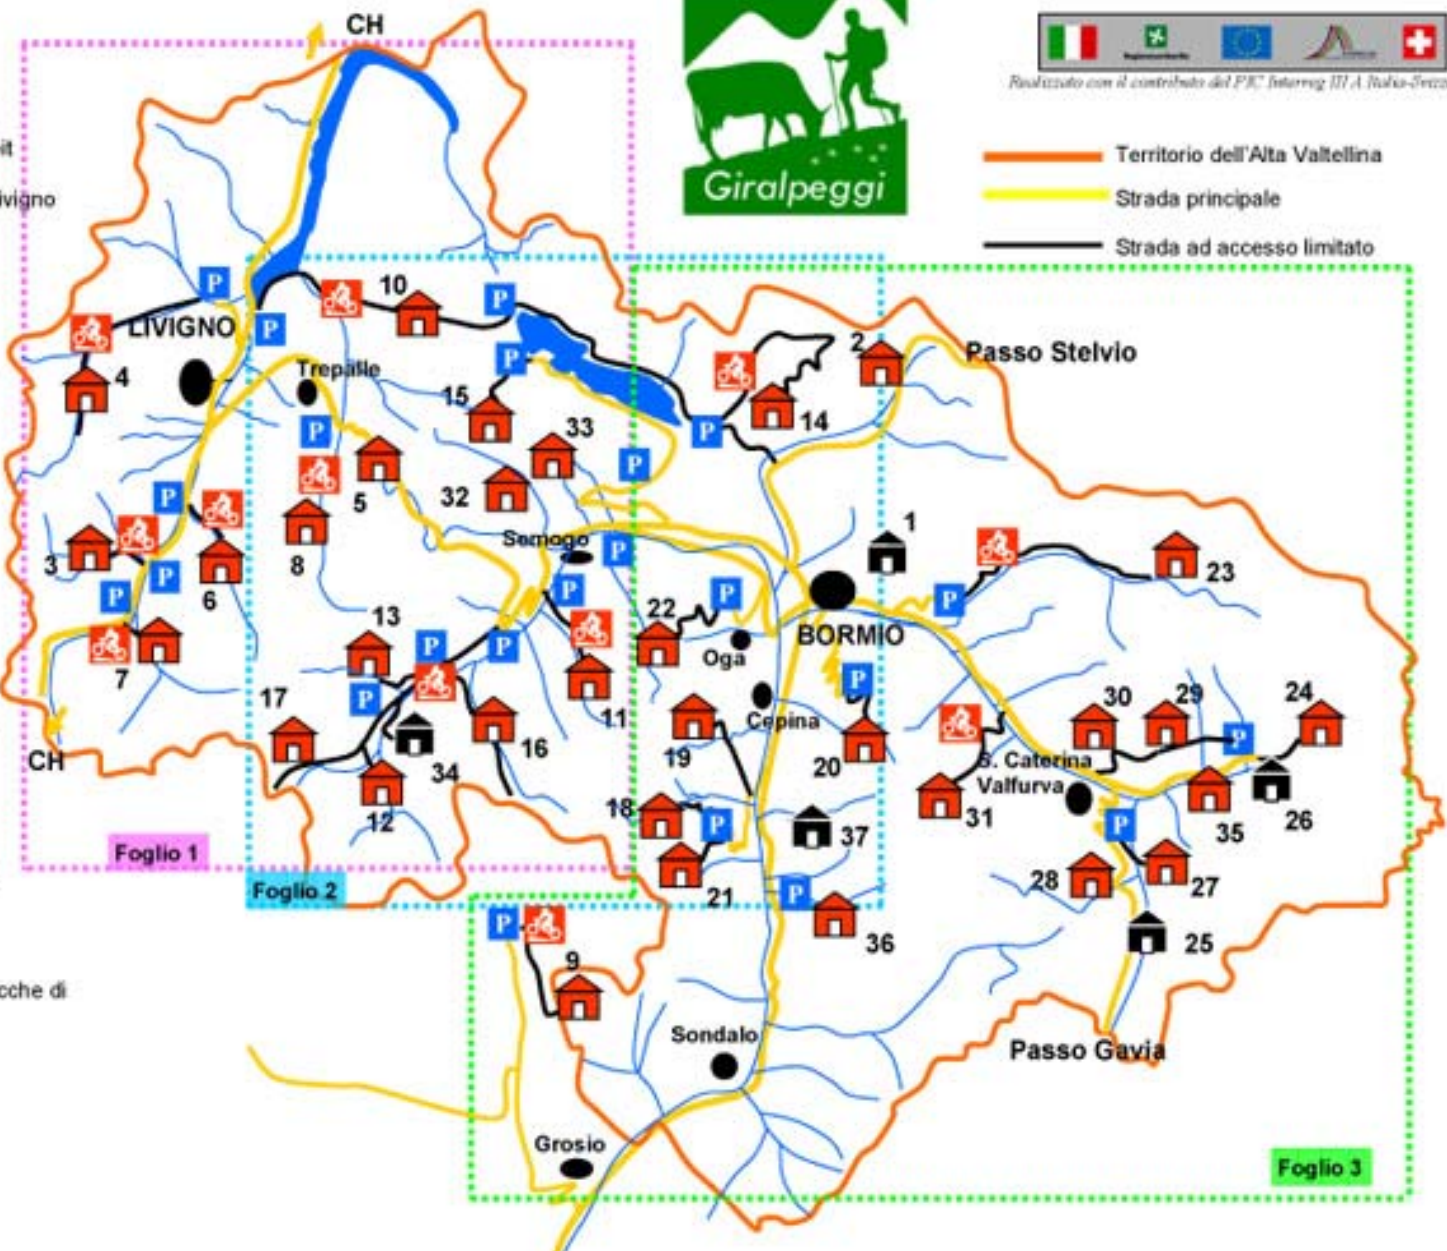 CH
Giralpeggi
Realizzato con il contributo del PIC Interreg III A Italia-Svizz
Territorio dell'Alta Valtellina
Strada principale
Strada ad accesso limitato
it
ivigno
P
10
P
LIVIGNO
P
Trepalle
P
2
Passo Stelvio
4
15
33
14
P
P
5
32
P
P
1
3
8
Semogo
P
6
P
P
P
23
13
22
P
P
BORMIO
7
P
P
Oga
17
P
11
P
30
29
24
CH
16
19
Cepina
20
P
34
S. Caterina
Valfurva
12
18
P
37
31
P
35
26
Foglio 1
Foglio 2
21
P
28
27
P
36
25
9
cche di
Sondalo
Passo Gavia
Grosio
Foglio 3